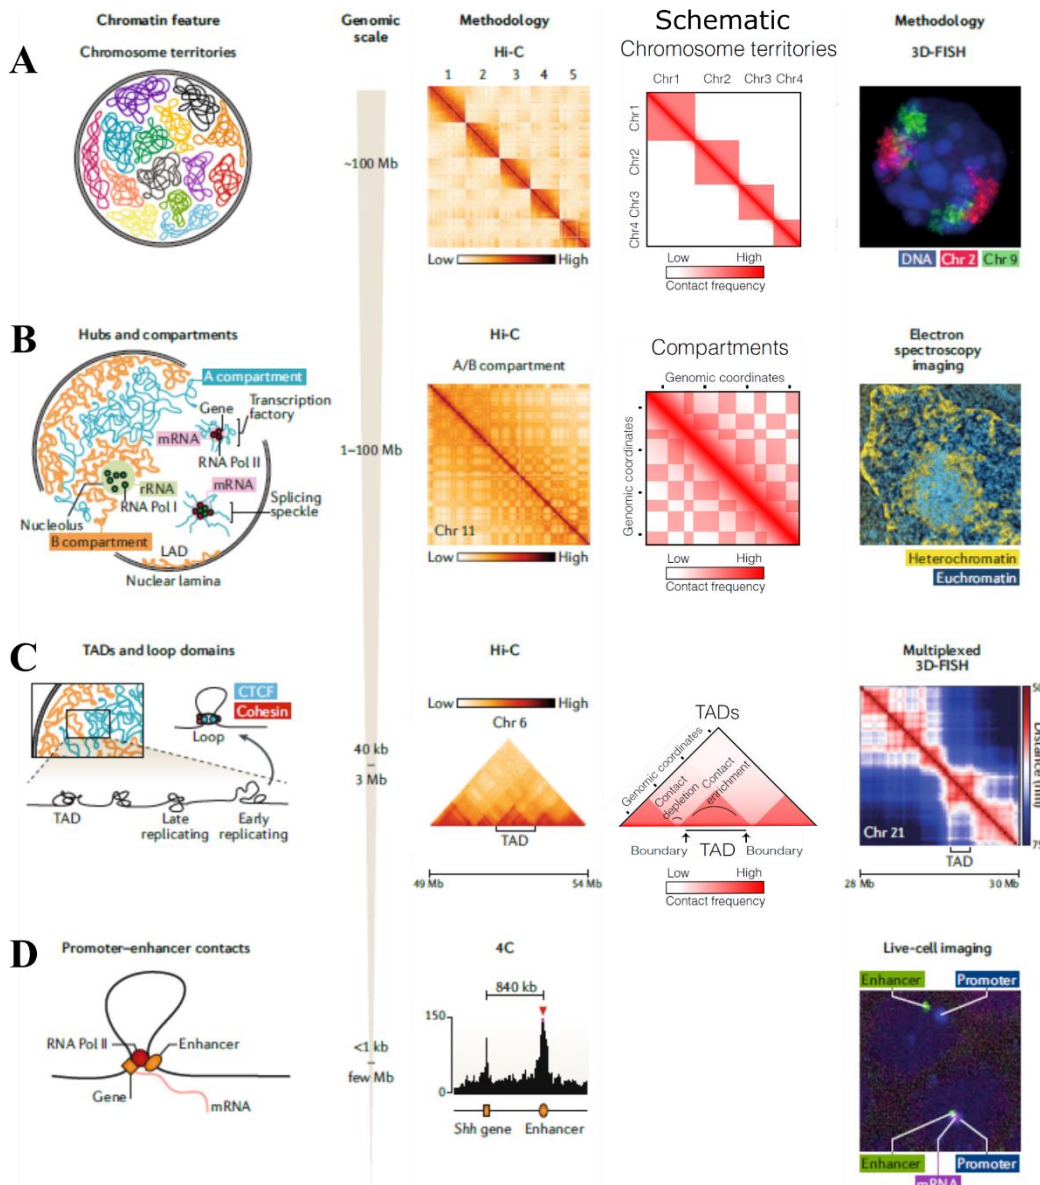 Chromatin feature
Genomic
scale
Methodology
Schematic
Methodology
A
Chromosome territories
~100 Mb
Hi-C
1 2 3 4 5
Low High
Chromosome territories
Chr1 Chr2 Chr3 Chr4
Chr1
Chr2
Chr3
Chr4
Low High
Contact frequency
3D-FISH
DNA Chr 2 Chr 9
B
Hubs and compartments
A compartment
Gene
Transcription
factory
mRNA
RNA Pol II
rRNA
mRNA
RNA Pol I
Splicing
speckle
Nucleolus
B compartment
LAD
Nuclear lamina
1–100 Mb
Hi-C
A/B compartment
Chr 11
Low High
Compartments
Genomic coordinates
Genomic coordinates
Low High
Contact frequency
Electron
spectroscopy
imaging
Heterochromatin
Euchromatin
C
TADs and loop domains
CTCF
Cohesin
Loop
TAD
Late
replicating
Early
replicating
40 kb
–
3 Mb
Hi-C
Low High
Chr 6
TAD
49 Mb 54 Mb
TADs
Genomic coordinates
Contact
depletion
Contact
enrichment
Boundary TAD Boundary
Low High
Contact frequency
Multiplexed
3D-FISH
50
Distance (nm)
75
Chr 21
TAD
28 Mb 30 Mb
D
Promoter–enhancer contacts
RNA Pol II
Enhancer
Gene
mRNA
<1 kb
–
few Mb
4C
840 kb
150
0
Shh gene Enhancer
Live-cell imaging
Enhancer Promoter
Enhancer Promoter
mRNA